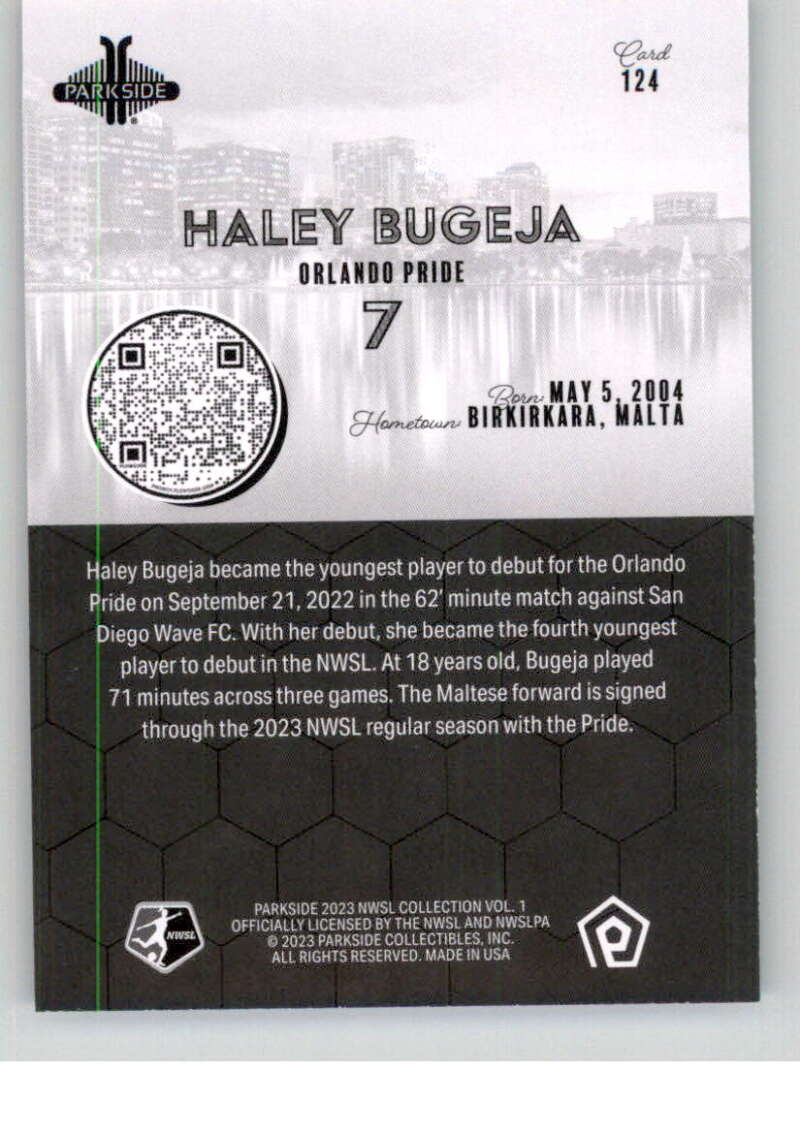 PARKSIDE
Card
124
HALEY BUGEJA
ORLANDO PRIDE
7
Born: MAY 5, 2004
Hometown: BIRKIRKARA, MALTA
Haley Bugeja became the youngest player to debut for the Orlando
Pride on September 21, 2022 in the 62' minute match against San
Diego Wave FC. With her debut, she became the fourth youngest
player to debut in the NWSL. At 18 years old, Bugeja played
71 minutes across three games. The Maltese forward is signed
through the 2023 NWSL regular season with the Pride.
NWSL
PARKSIDE 2023 NWSL COLLECTION VOL. 1
OFFICIALLY LICENSED BY THE NWSL AND NWSLPA
© 2023 PARKSIDE COLLECTIBLES, INC.
ALL RIGHTS RESERVED. MADE IN USA